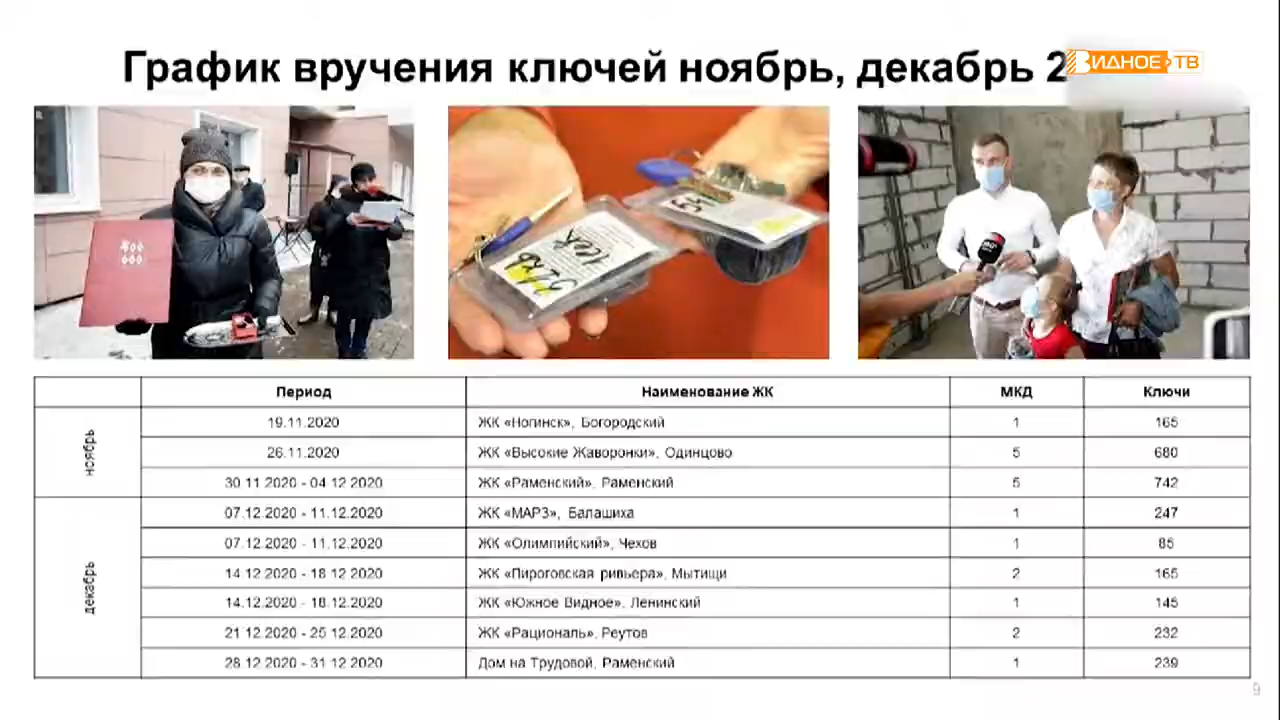 График вручения ключей ноябрь, декабрь 2
ВИДНОЕ ТВ
Период Наименование ЖК МКД Ключи
ноябрь
19.11.2020 ЖК «Ногинск», Богородский 1 165
26.11.2020 ЖК «Высокие Жаворонки», Одинцово 5 680
30.11.2020 - 04.12.2020 ЖК «Раменский», Раменский 5 742
декабрь
07.12.2020 - 11.12.2020 ЖК «МАРЗ», Балашиха 1 247
07.12.2020 - 11.12.2020 ЖК «Олимпийский», Чехов 1 85
14.12.2020 - 18.12.2020 ЖК «Пироговская ривьера», Мытищи 2 165
14.12.2020 - 18.12.2020 ЖК «Южное Видное», Ленинский 1 145
21.12.2020 - 25.12.2020 ЖК «Рациональ», Реутов 2 232
28.12.2020 - 31.12.2020 Дом на Трудовой, Раменский 1 239
9